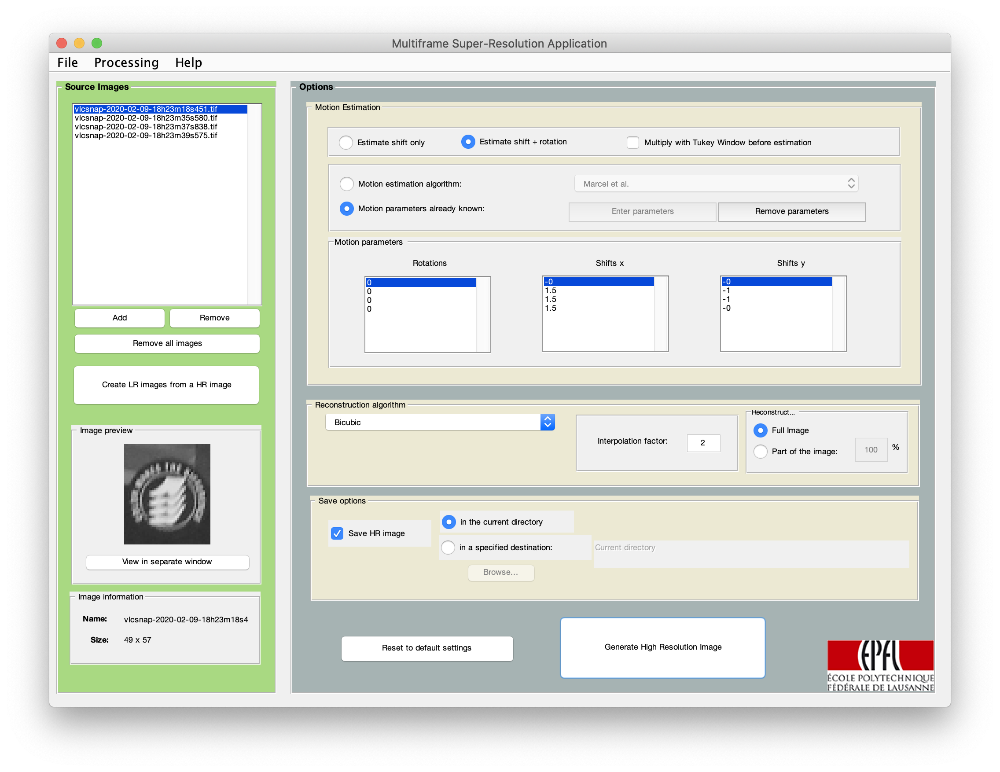 Multiframe Super-Resolution Application
File Processing Help
Source Images
vlcsnap-2020-02-09-18h23m18s451.tif
vlcsnap-2020-02-09-18h23m35s580.tif
vlcsnap-2020-02-09-18h23m37s838.tif
vlcsnap-2020-02-09-18h23m39s575.tif
Add Remove
Remove all images
Create LR images from a HR image
Image preview
View in separate window
Image information
Name: vlcsnap-2020-02-09-18h23m18s4
Size: 49 x 57
Options
Motion Estimation
Estimate shift only Estimate shift + rotation Multiply with Tukey Window before estimation
Motion estimation algorithm: Marcel et al.
Motion parameters already known: Enter parameters Remove parameters
Motion parameters
Rotations Shifts x Shifts y
0 -0 -0
0 1.5 -1
0 1.5 -1
0 1.5 -0
Reconstruction algorithm
Bicubic
Interpolation factor: 2
Reconstruct...
Full Image
Part of the image: 100 %
Save options
Save HR image
in the current directory
in a specified destination: Current directory
Browse...
Reset to default settings
Generate High Resolution Image
EPFL
ÉCOLE POLYTECHNIQUE
FÉDÉRALE DE LAUSANNE